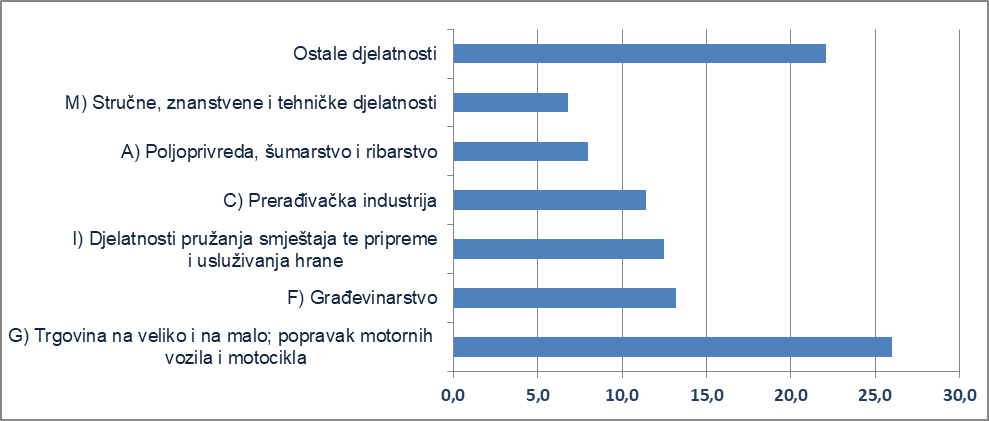 Ostale djelatnosti
M) Stručne, znanstvene i tehničke djelatnosti
A) Poljoprivreda, šumarstvo i ribarstvo
C) Prerađivačka industrija
I) Djelatnosti pružanja smještaja te pripreme
i usluživanja hrane
F) Građevinarstvo
G) Trgovina na veliko i na malo; popravak motornih
vozila i motocikla
0,0 5,0 10,0 15,0 20,0 25,0 30,0